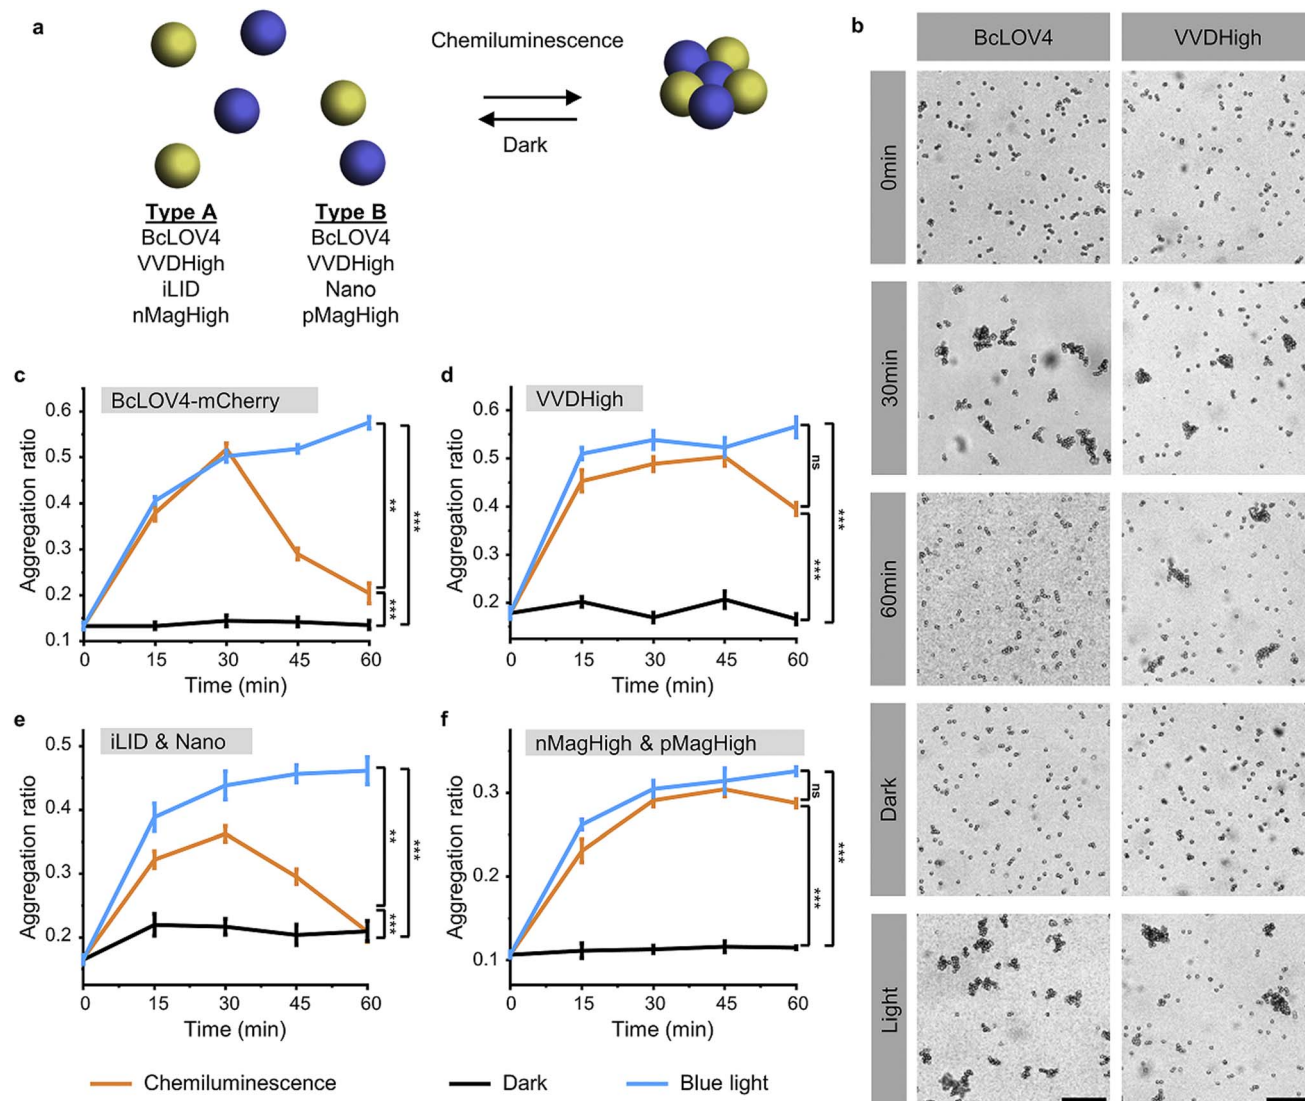 a
Chemiluminescence
Dark
Type A
BcLOV4
VVDHigh
iLID
nMagHigh
Type B
BcLOV4
VVDHigh
Nano
pMagHigh
b
BcLOV4
VVDHigh
0min
30min
60min
Dark
Light
c
BcLOV4-mCherry
Aggregation ratio
0.6
0.5
0.4
0.3
0.2
0.1
0 15 30 45 60
Time (min)
**
***
***
d
VVDHigh
Aggregation ratio
0.6
0.5
0.4
0.3
0.2
0 15 30 45 60
Time (min)
ns
***
***
e
iLID & Nano
Aggregation ratio
0.5
0.4
0.3
0.2
0 15 30 45 60
Time (min)
**
***
***
f
nMagHigh & pMagHigh
Aggregation ratio
0.3
0.2
0.1
0 15 30 45 60
Time (min)
ns
***
***
Chemiluminescence
Dark
Blue light